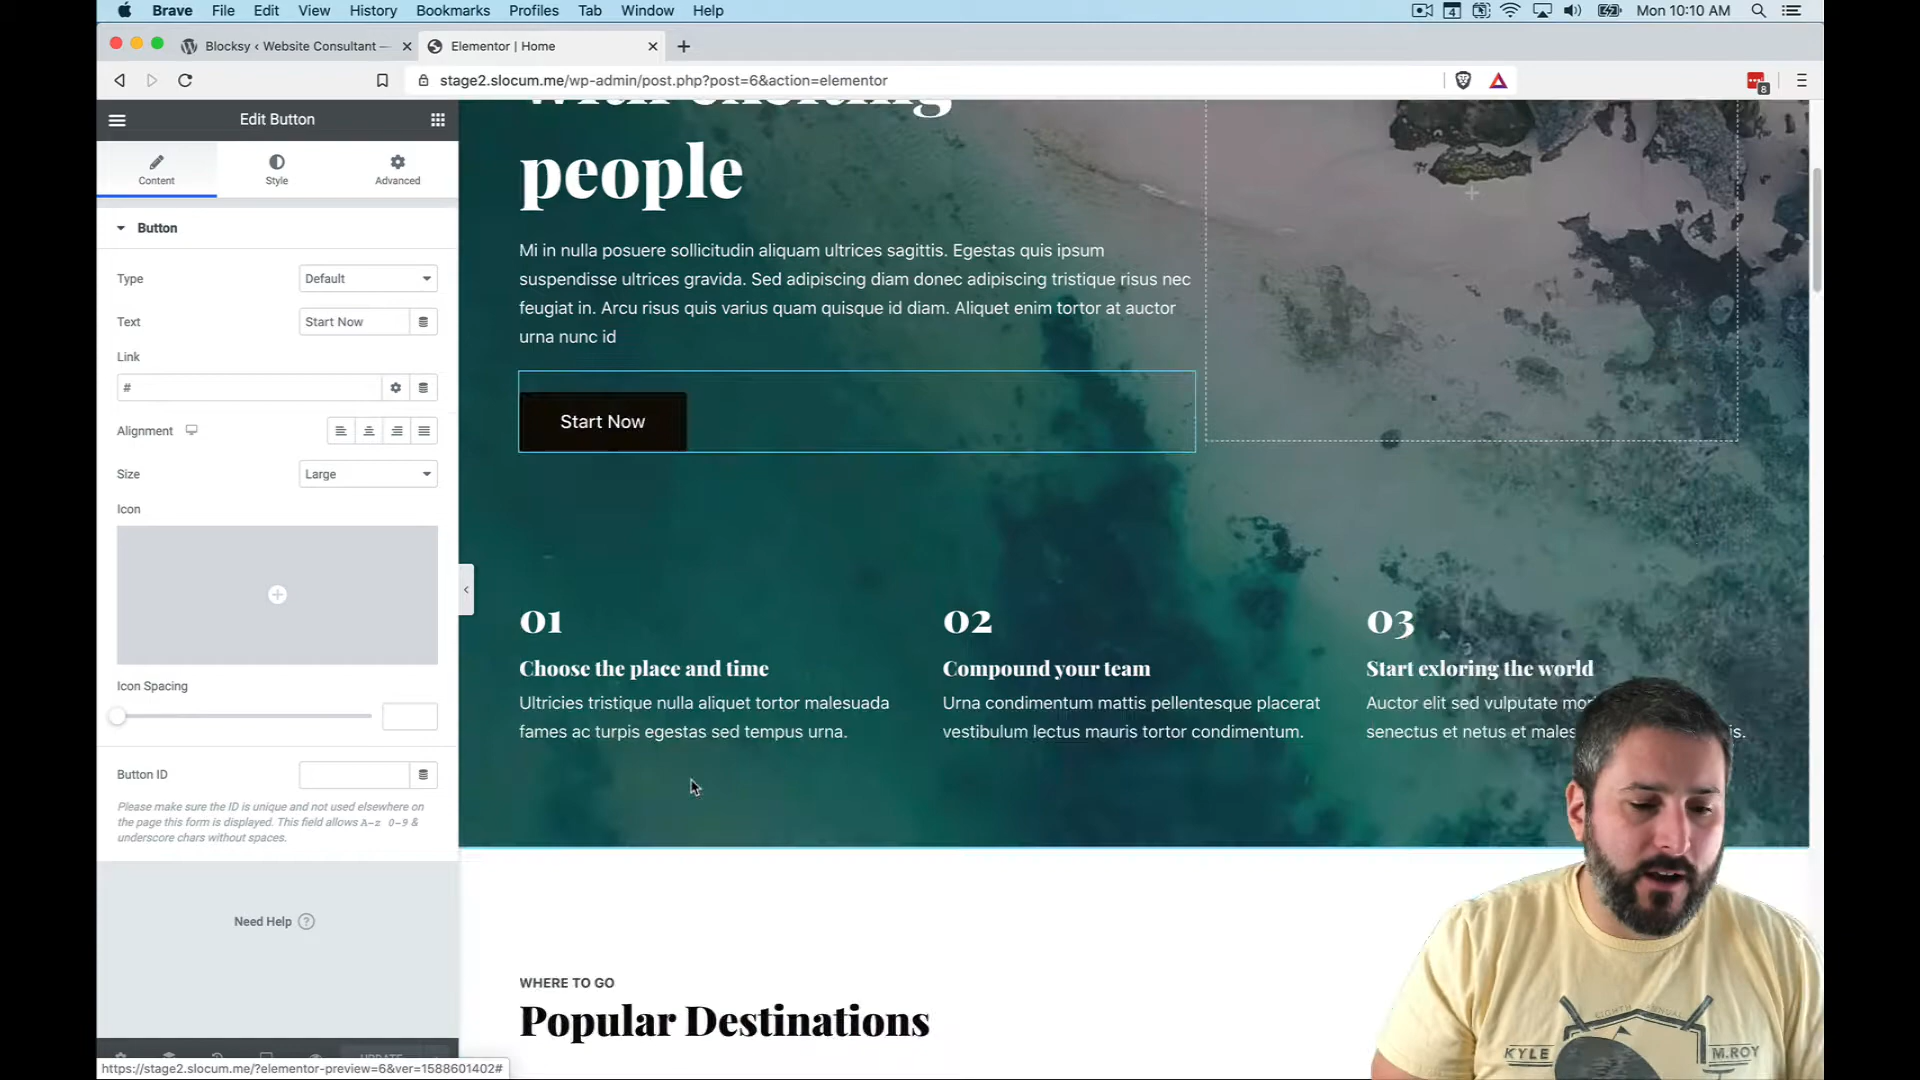 Brave File Edit View History Bookmarks Profiles Tab Window Help
4
Mon 10:10 AM
Blocksy ‹ Website Consultant —
Elementor | Home
stage2.slocum.me/wp-admin/post.php?post=6&action=elementor
8
Edit Button
Content Style Advanced
Button
Type Default
Text Start Now
Link
#
Alignment
Size Large
Icon
Icon Spacing
Button ID
Please make sure the ID is unique and not used elsewhere on
the page this form is displayed. This field allows A-z 0-9 &
underscore chars without spaces.
Need Help ?
UPDATE
https://stage2.slocum.me/?elementor-preview=6&ver=1588601402#
with exciting
people
Mi in nulla posuere sollicitudin aliquam ultrices sagittis. Egestas quis ipsum
suspendisse ultrices gravida. Sed adipiscing diam donec adipiscing tristique risus nec
feugiat in. Arcu risus quis varius quam quisque id diam. Aliquet enim tortor at auctor
urna nunc id
Start Now
01
Choose the place and time
Ultricies tristique nulla aliquet tortor malesuada
fames ac turpis egestas sed tempus urna.
02
Compound your team
Urna condimentum mattis pellentesque placerat
vestibulum lectus mauris tortor condimentum.
03
Start exloring the world
Auctor elit sed vulputate
senectus et netus et
WHERE TO GO
Popular Destinations
EIGHTH ANNUAL
KYLE M.ROY